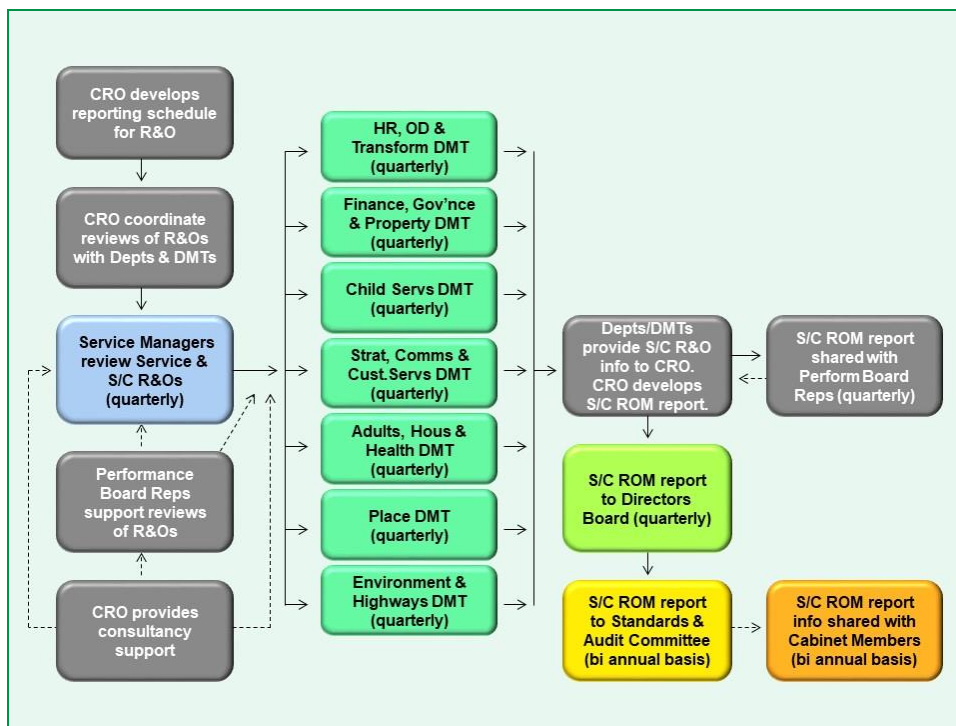 CRO develops
reporting schedule
for R&O
CRO coordinate
reviews of R&Os
with Depts & DMTs
Service Managers
review Service &
S/C R&Os
(quarterly)
Performance
Board Reps
support reviews
of R&Os
CRO provides
consultancy
support
HR, OD &
Transform DMT
(quarterly)
Finance, Gov'nce
& Property DMT
(quarterly)
Child Servs DMT
(quarterly)
Strat, Comms &
Cust.Servs DMT
(quarterly)
Adults, Hous &
Health DMT
(quarterly)
Place DMT
(quarterly)
Environment &
Highways DMT
(quarterly)
Depts/DMTs
provide S/C R&O
info to CRO.
CRO develops
S/C ROM report.
S/C ROM report
shared with
Perform Board
Reps (quarterly)
S/C ROM report
to Directors
Board (quarterly)
S/C ROM report
to Standards &
Audit Committee
(bi annual basis)
S/C ROM report
info shared with
Cabinet Members
(bi annual basis)